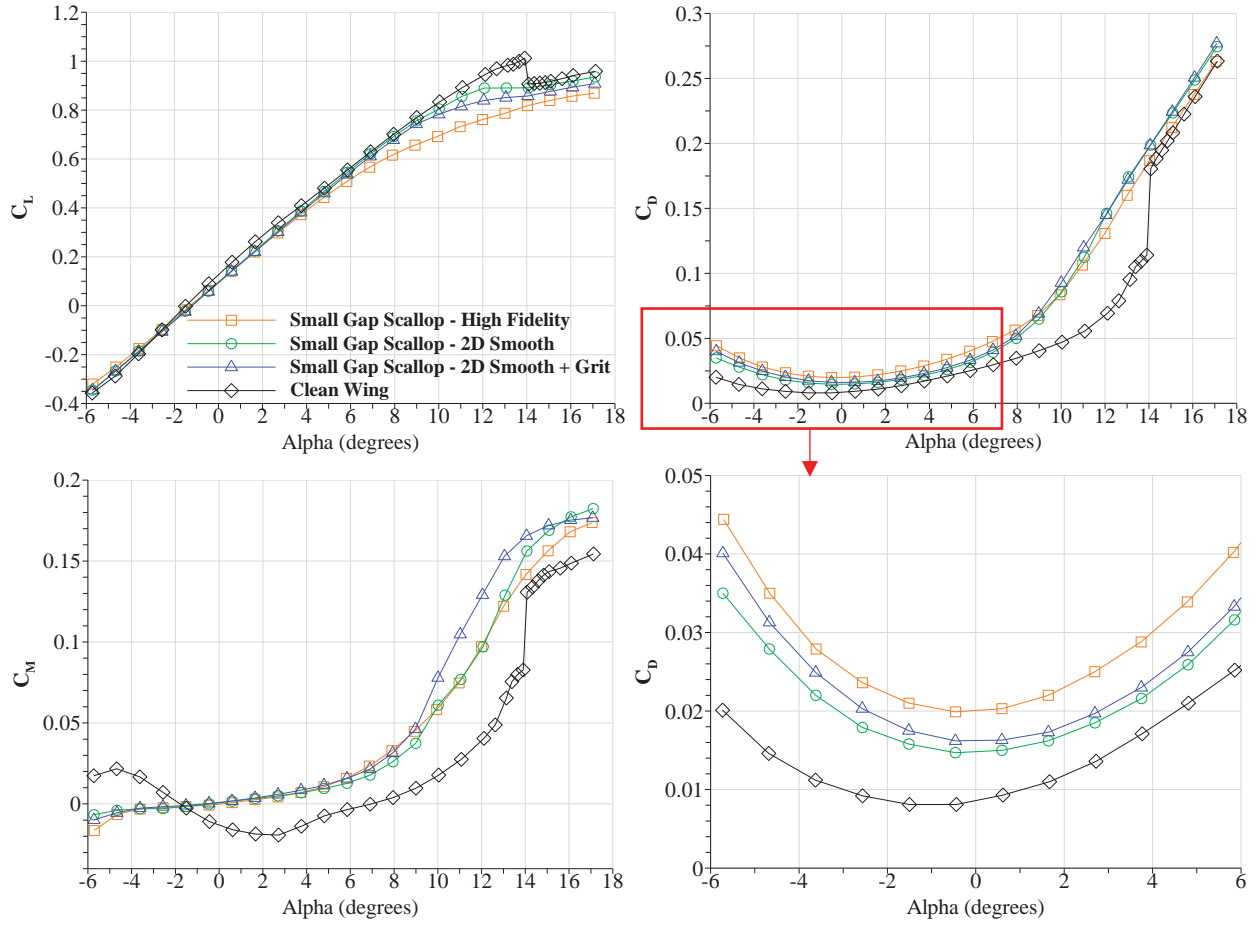 1.2
1
0.8
0.6
0.4
0.2
0
-0.2
-0.4
C_L
-6 -4 -2 0 2 4 6 8 10 12 14 16 18
Alpha (degrees)
Small Gap Scallop - High Fidelity
Small Gap Scallop - 2D Smooth
Small Gap Scallop - 2D Smooth + Grit
Clean Wing
0.3
0.25
0.2
0.15
0.1
0.05
0
C_D
-6 -4 -2 0 2 4 6 8 10 12 14 16 18
Alpha (degrees)
0.2
0.15
0.1
0.05
0
C_M
-6 -4 -2 0 2 4 6 8 10 12 14 16 18
Alpha (degrees)
0.05
0.04
0.03
0.02
0.01
0
C_D
-6 -4 -2 0 2 4 6
Alpha (degrees)